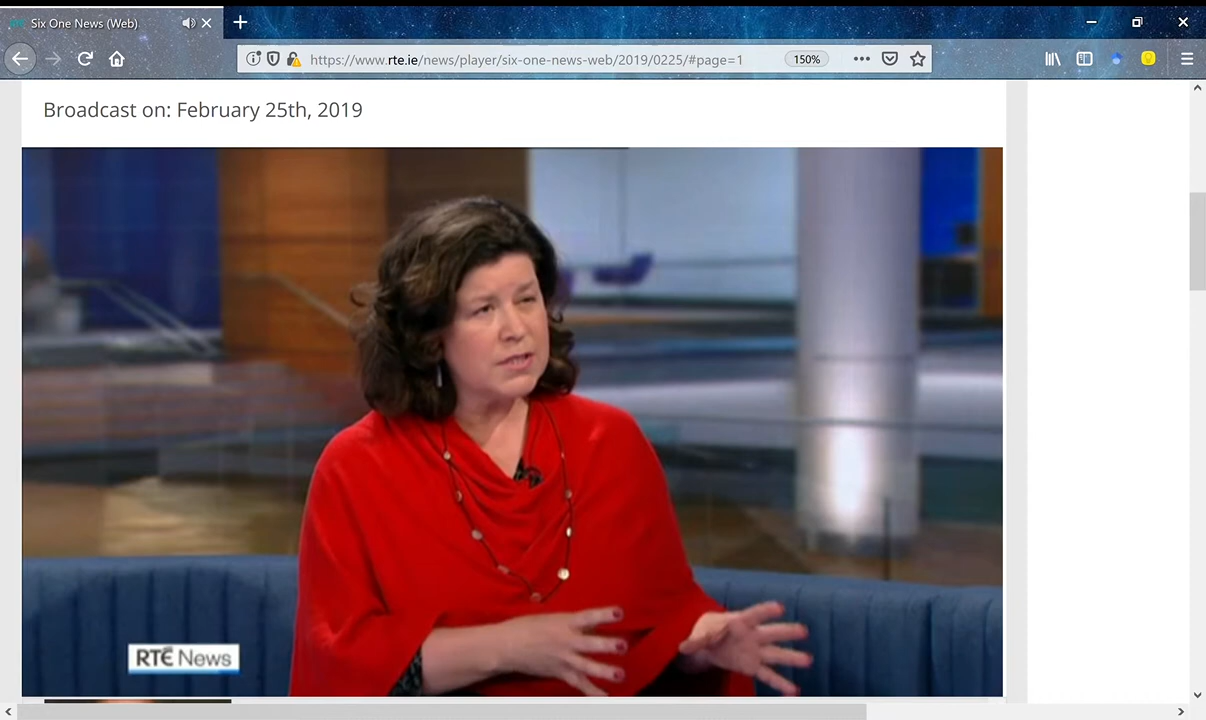 Six One News (Web)
https://www.rte.ie/news/player/six-one-news-web/2019/0225/#page=1
150%
Broadcast on: February 25th, 2019
RTÉ News